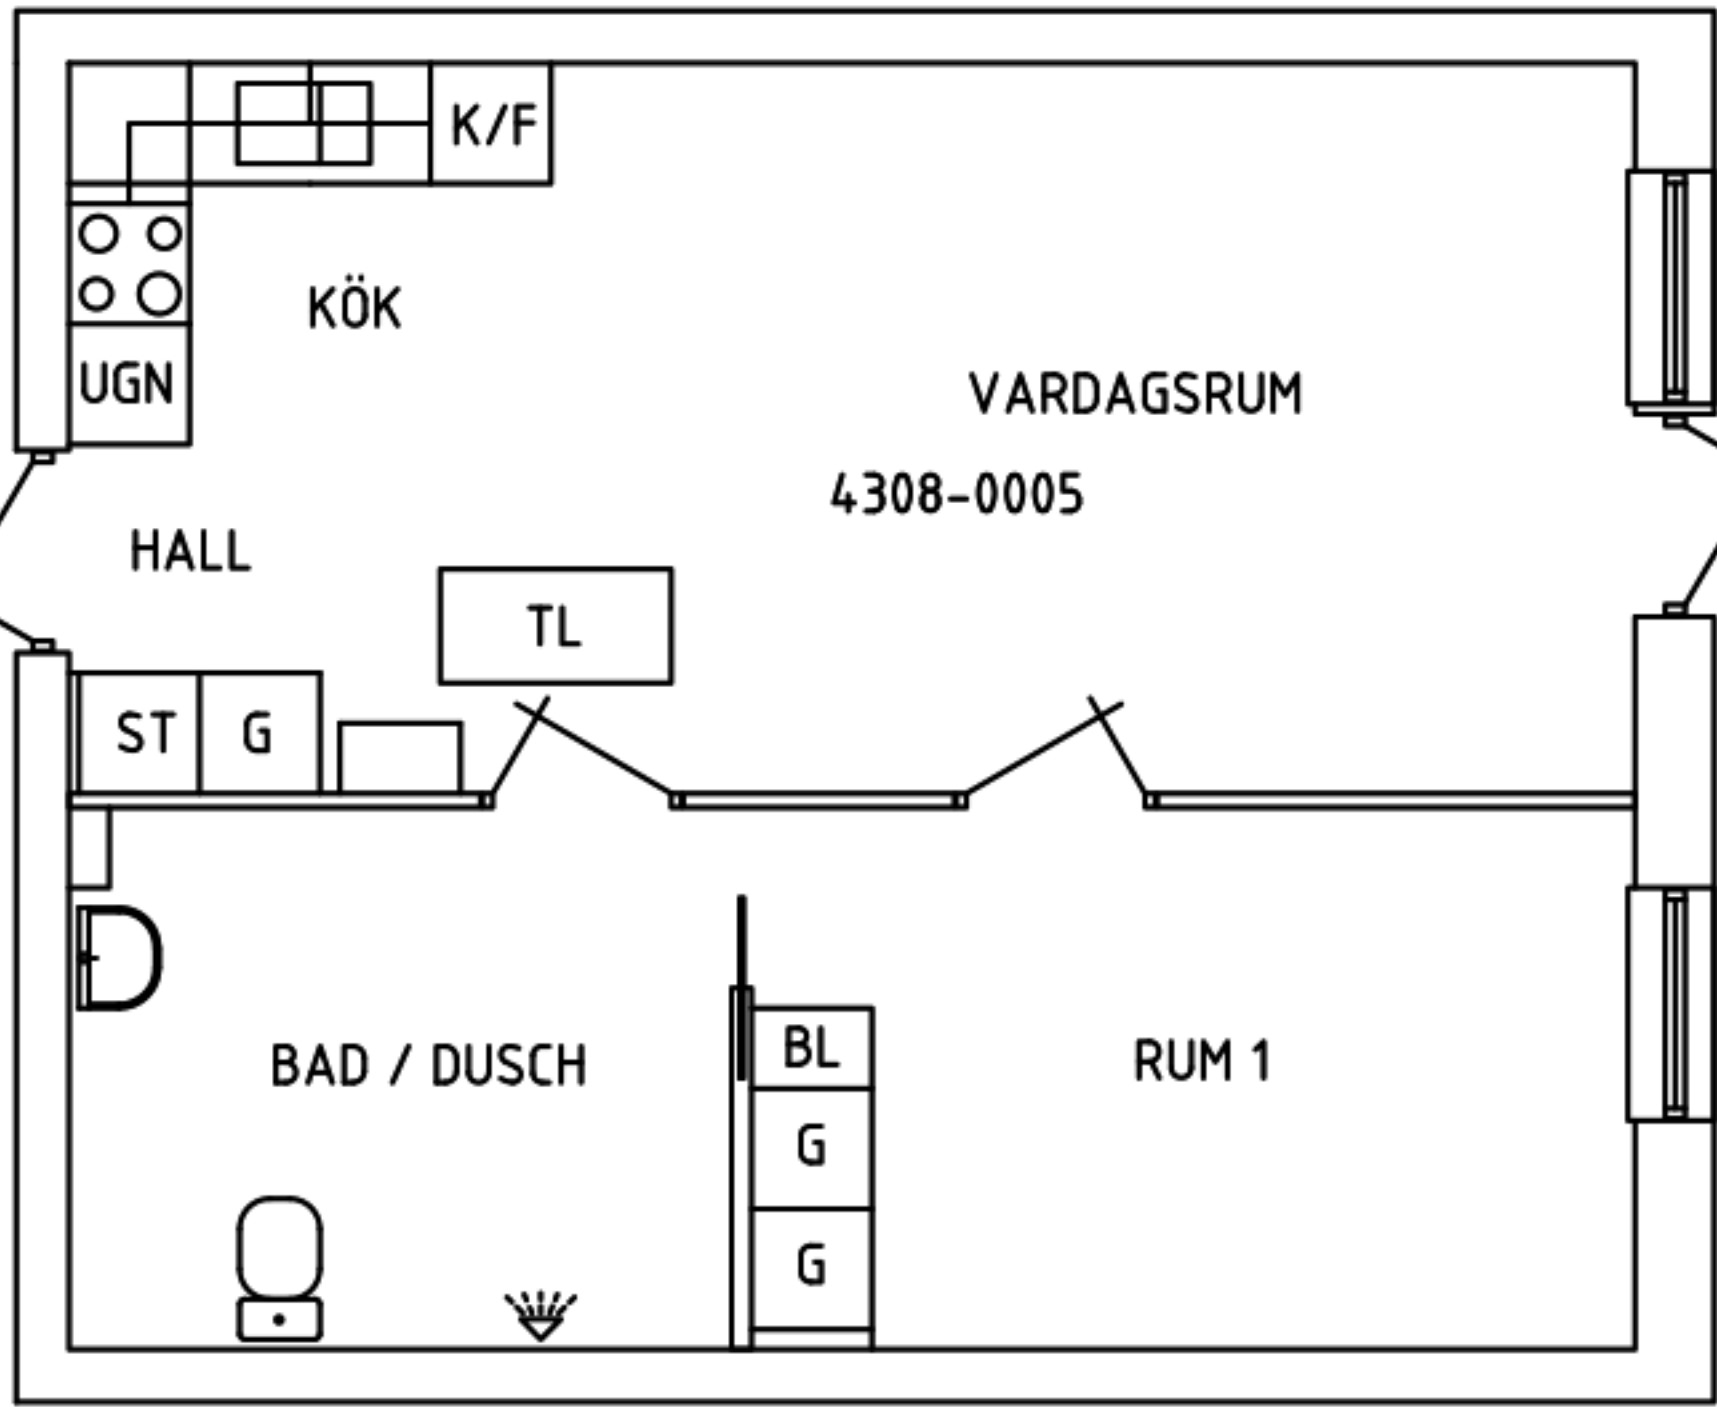 K/F
KÖK
UGN
VARDAGSRUM
4308-0005
HALL
TL
ST
G
BAD / DUSCH
BL
RUM 1
G
G